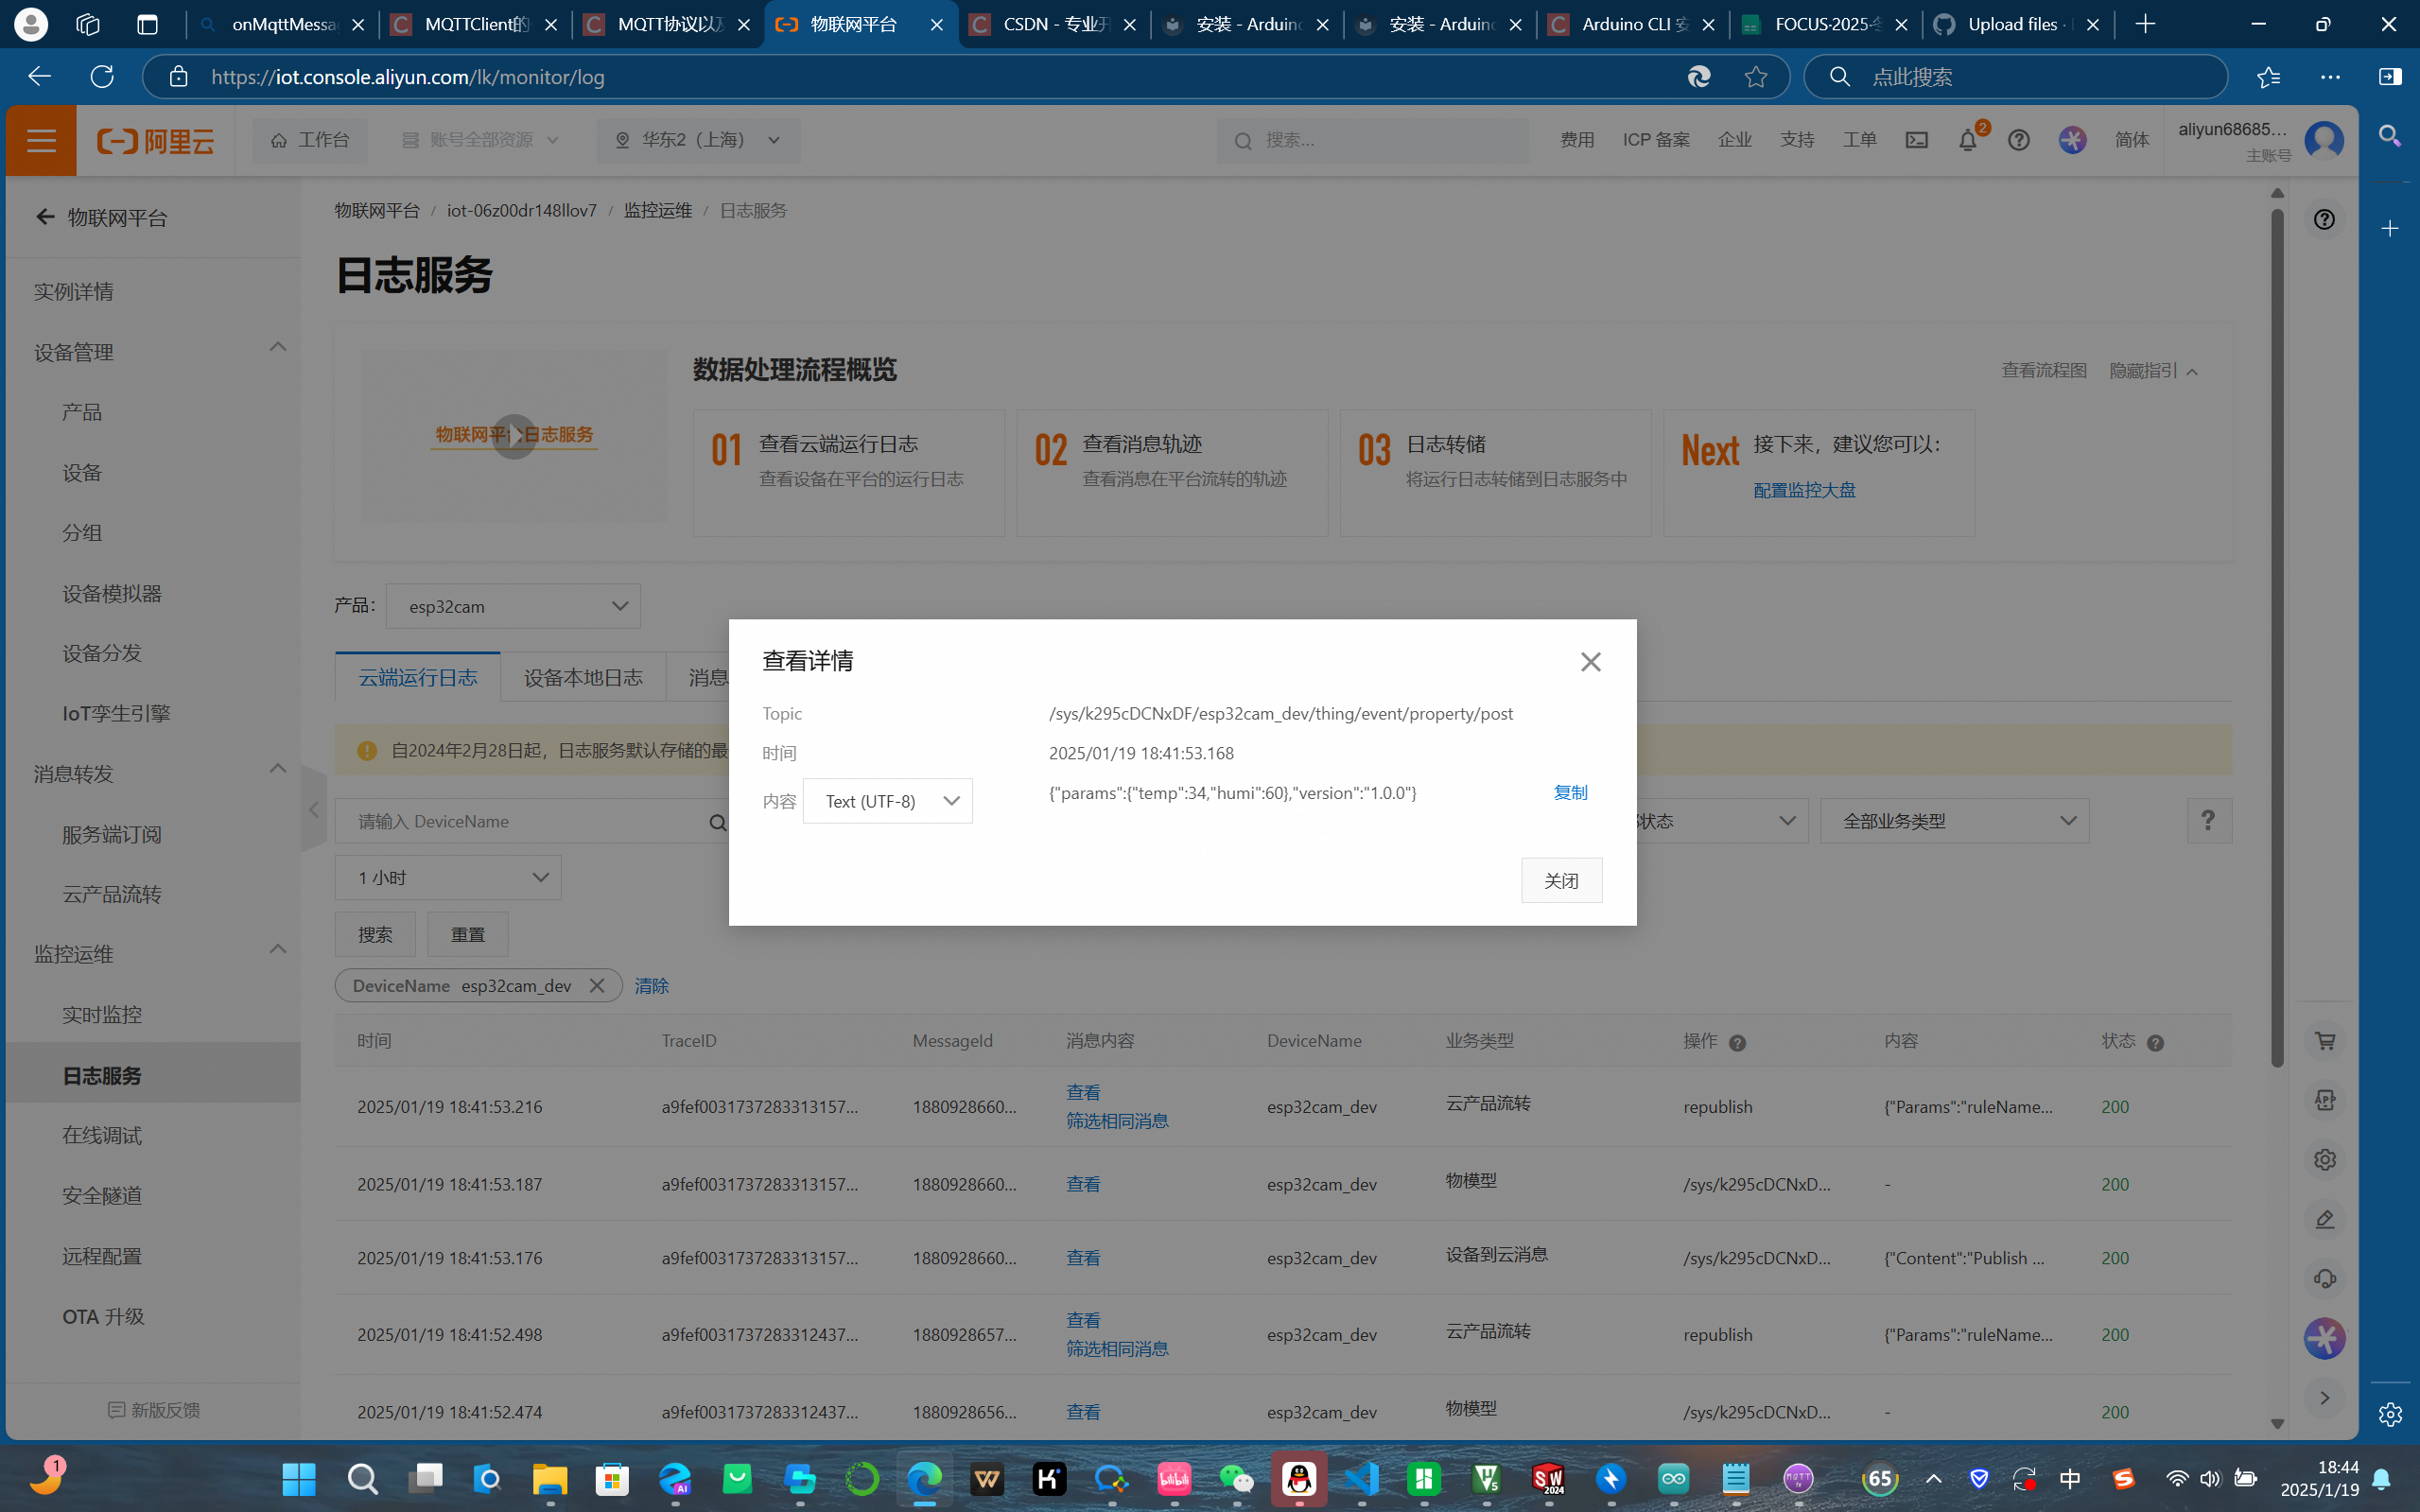 onMqttMessa
MQTTClient的
MQTT协议以及
物联网平台
CSDN - 专业开
安装 - Arduino
安装 - Arduino
Arduino CLI 安
FOCUS·2025·冬
Upload files ·
https://iot.console.aliyun.com/lk/monitor/log
点此搜索
阿里云
工作台
账号全部资源
华东2（上海）
搜索...
费用
ICP 备案
企业
支持
工单
2
简体
aliyun68685...
主账号
物联网平台
实例详情
设备管理
产品
设备
分组
设备模拟器
设备分发
IoT孪生引擎
消息转发
服务端订阅
云产品流转
监控运维
实时监控
日志服务
在线调试
安全隧道
远程配置
OTA 升级
新版反馈
物联网平台 / iot-06z00dr148llov7 / 监控运维 / 日志服务
日志服务
物联网平台日志服务
数据处理流程概览
查看流程图
隐藏指引
01 查看云端运行日志
查看设备在平台的运行日志
02 查看消息轨迹
查看消息在平台流转的轨迹
03 日志转储
将运行日志转储到日志服务中
Next 接下来，建议您可以：
配置监控大盘
产品：
esp32cam
云端运行日志
设备本地日志
消息
自2024年2月28日起，日志服务默认存储的最
请输入 DeviceName
状态
全部业务类型
?
1 小时
搜索
重置
DeviceName esp32cam_dev
清除
查看详情
Topic
/sys/k295cDCNxDF/esp32cam_dev/thing/event/property/post
时间
2025/01/19 18:41:53.168
内容
Text (UTF-8)
{"params":{"temp":34,"humi":60},"version":"1.0.0"}
复制
关闭
时间 TraceID MessageId 消息内容 DeviceName 业务类型 操作 ? 内容 状态 ?
2025/01/19 18:41:53.216 a9fef0031737283313157... 1880928660... 查看 esp32cam_dev 云产品流转 republish {"Params":"ruleName... 200
筛选相同消息
2025/01/19 18:41:53.187 a9fef0031737283313157... 1880928660... 查看 esp32cam_dev 物模型 /sys/k295cDCNxD... - 200
2025/01/19 18:41:53.176 a9fef0031737283313157... 1880928660... 查看 esp32cam_dev 设备到云消息 /sys/k295cDCNxD... {"Content":"Publish ... 200
2025/01/19 18:41:52.498 a9fef0031737283312437... 1880928657... 查看 esp32cam_dev 云产品流转 republish {"Params":"ruleName... 200
筛选相同消息
2025/01/19 18:41:52.474 a9fef0031737283312437... 1880928656... 查看 esp32cam_dev 物模型 /sys/k295cDCNxD... - 200
APP
1
AI
bilibili
SW
2024
MQTT
fx
65
中
18:44
2025/1/19